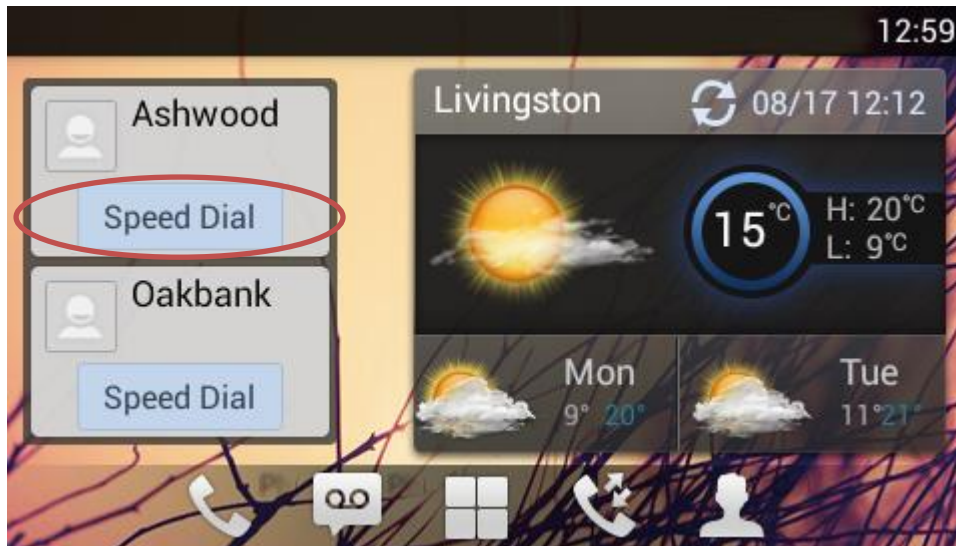 12:59
Ashwood
Speed Dial
Oakbank
Speed Dial
Livingston 08/17 12:12
15°C
H: 20°C
L: 9°C
Mon
9° 20°
Tue
11° 21°